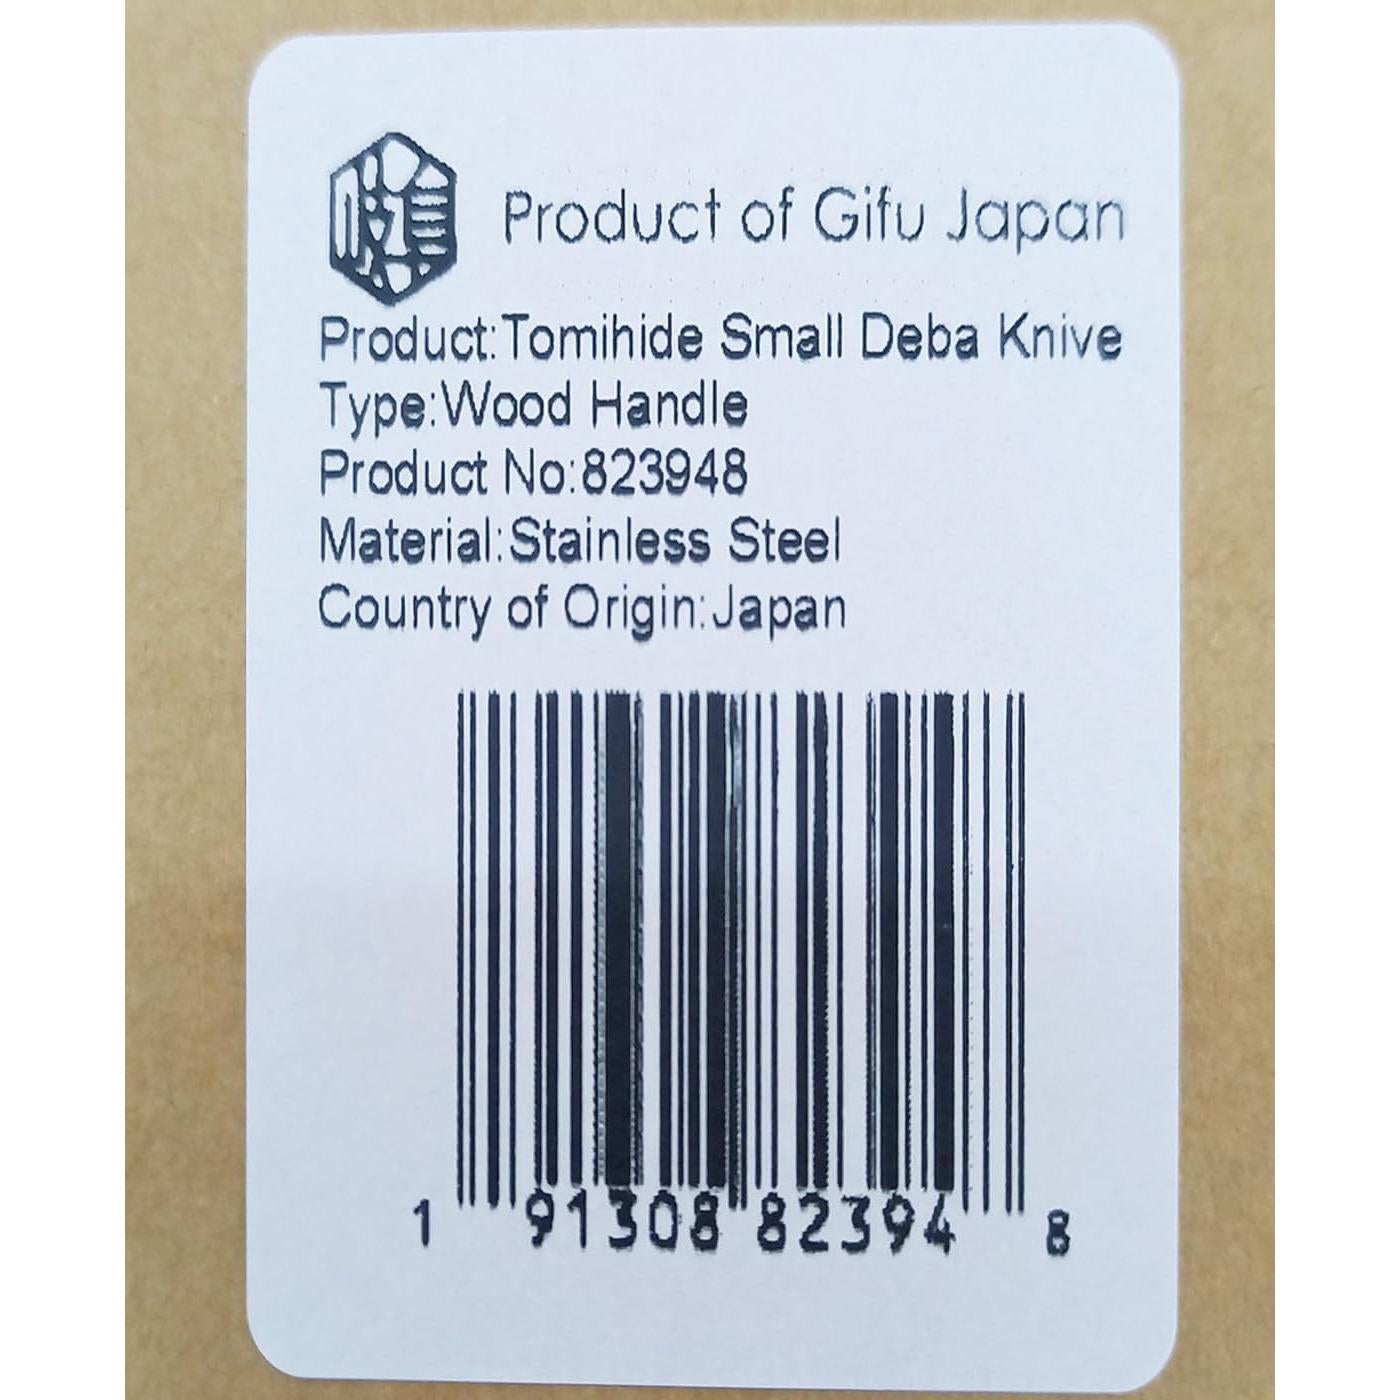 Product of Gifu Japan
Product:Tomihide Small Deba Knive
Type:Wood Handle
Product No:823948
Material:Stainless Steel
Country of Origin:Japan
1 91308 82394 8